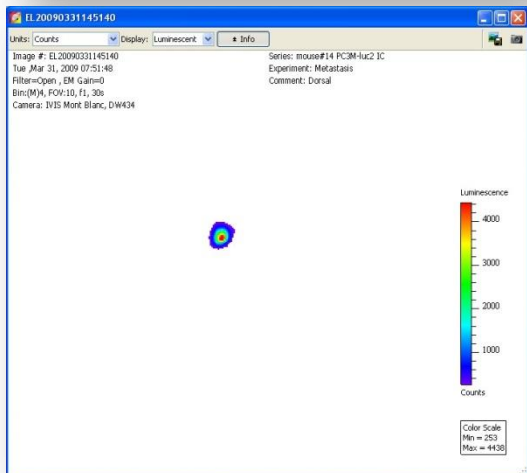 EL20090331145140
Units: Counts Display: Luminescent Info
Image #: EL20090331145140
Tue ,Mar 31, 2009 07:51:48
Filter=Open , EM Gain=0
Bin:(M)4, FOV:10, f1, 30s
Camera: IVIS Mont Blanc, DW434
Series: mouse#14 PC3M-luc2 IC
Experiment: Metastasis
Comment: Dorsal
Luminescence
4000
3000
2000
1000
Counts
Color Scale
Min = 253
Max = 4438